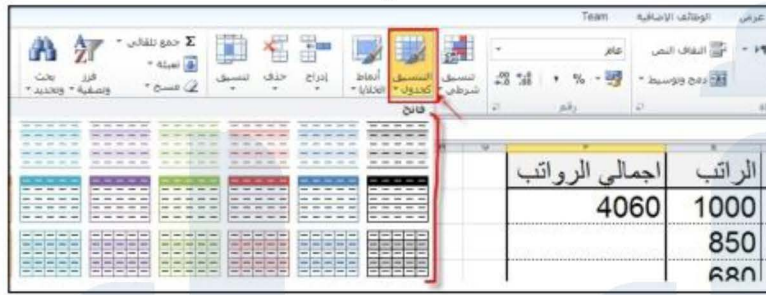 عرض الوظائف الإضافية Team
التفاف النص
دمج وتوسيط
عام
% ,
رقم
تنسيق شرطي
التنسيق كجدول
أنماط الخلايا
إدراج
حذف
تنسيق
Σ جمع تلقائي
تعبئة
مسح
فرز وتصفية
بحث وتحديد
فاتح
الراتب اجمالي الرواتب
1000 4060
850
680